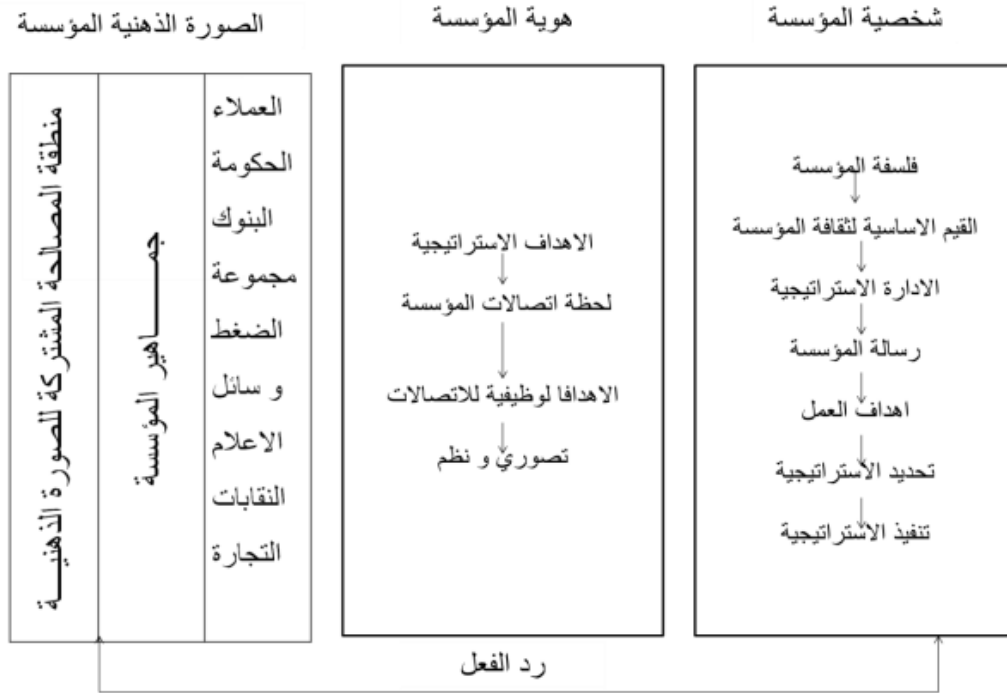 شخصية المؤسسة
فلسفة المؤسسة
القيم الاساسية لثقافة المؤسسة
الادارة الاستراتيجية
رسالة المؤسسة
اهداف العمل
تحديد الاستراتيجية
تنفيذ الاستراتيجية
هوية المؤسسة
الاهداف الاستراتيجية
لحظة اتصالات المؤسسة
الاهدافا لوظيفية للاتصالات
تصوري و نظم
الصورة الذهنية المؤسسة
العملاء
الحكومة
البنوك
مجموعة
الضغط
و سائل
الاعلام
النقابات
التجارة
جمـــــــاهير المؤسسة
منطقة المصالحة المشتركة للصورة الذهنيـــة
رد الفعل